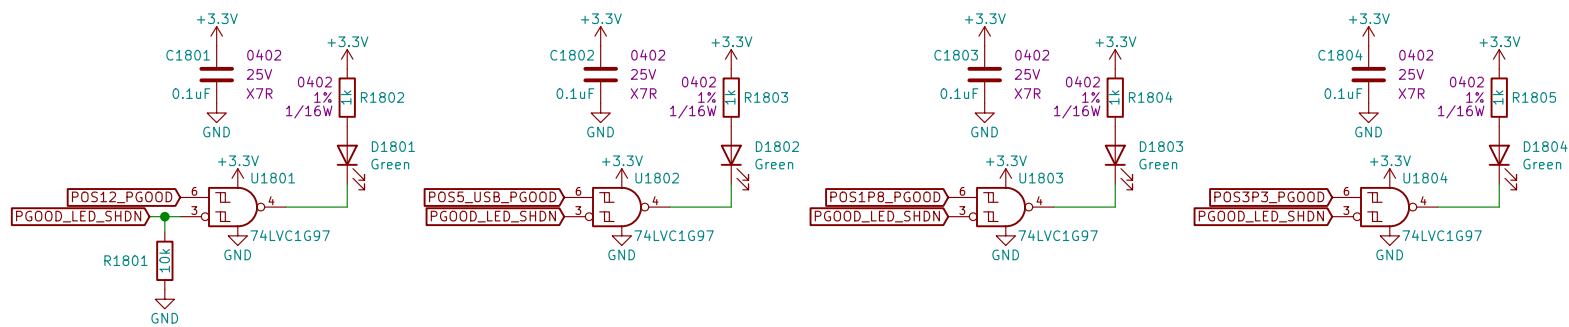 +3.3V
C1801
0.1uF
0402
25V
X7R
GND
+3.3V
0402
1%
1/16W
1k
R1802
D1801
Green
+3.3V
U1801
POS12_PGOOD
6
PGOOD_LED_SHDN
3
4
74LVC1G97
GND
R1801
10k
GND
+3.3V
C1802
0.1uF
0402
25V
X7R
GND
+3.3V
0402
1%
1/16W
1k
R1803
D1802
Green
+3.3V
U1802
POS5_USB_PGOOD
6
PGOOD_LED_SHDN
3
4
74LVC1G97
GND
+3.3V
C1803
0.1uF
0402
25V
X7R
GND
+3.3V
0402
1%
1/16W
1k
R1804
D1803
Green
+3.3V
U1803
POS1P8_PGOOD
6
PGOOD_LED_SHDN
3
4
74LVC1G97
GND
+3.3V
C1804
0.1uF
0402
25V
X7R
GND
+3.3V
0402
1%
1/16W
1k
R1805
D1804
Green
+3.3V
U1804
POS3P3_PGOOD
6
PGOOD_LED_SHDN
3
4
74LVC1G97
GND